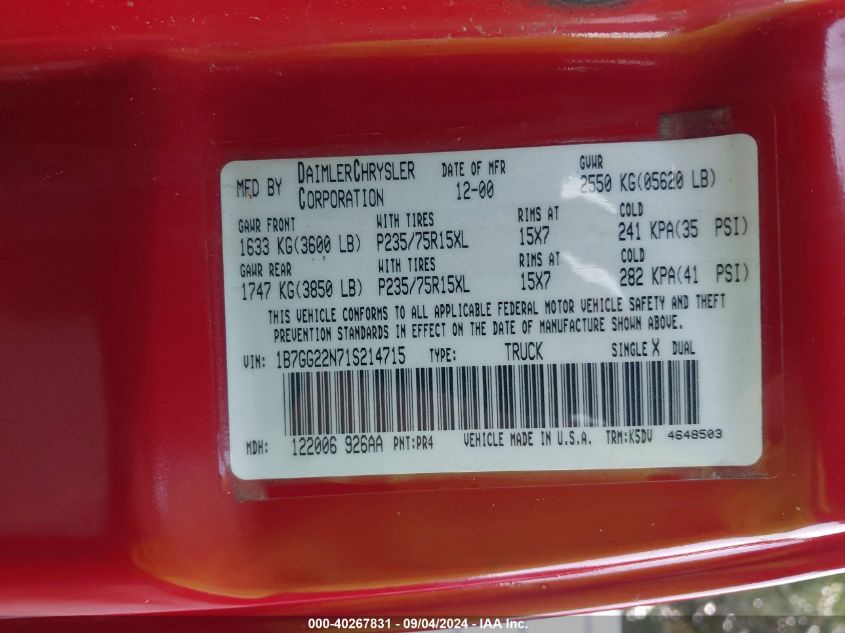 MFD BY DAIMLERCHRYSLER CORPORATION DATE OF MFR 12-00 GVWR 2550 KG(05620 LB)
GAWR FRONT WITH TIRES RIMS AT COLD
1633 KG(3600 LB) P235/75R15XL 15X7 241 KPA(35 PSI)
GAWR REAR WITH TIRES RIMS AT COLD
1747 KG(3850 LB) P235/75R15XL 15X7 282 KPA(41 PSI)
THIS VEHICLE CONFORMS TO ALL APPLICABLE FEDERAL MOTOR VEHICLE SAFETY AND THEFT
PREVENTION STANDARDS IN EFFECT ON THE DATE OF MANUFACTURE SHOWN ABOVE.
VIN: 1B7GG22N71S214715 TYPE: TRUCK SINGLE X DUAL
MDH: 122006 926AA PNT:PR4 VEHICLE MADE IN U.S.A. TRM:K5DV 4648503
000-40267831 - 09/04/2024 - IAA Inc.